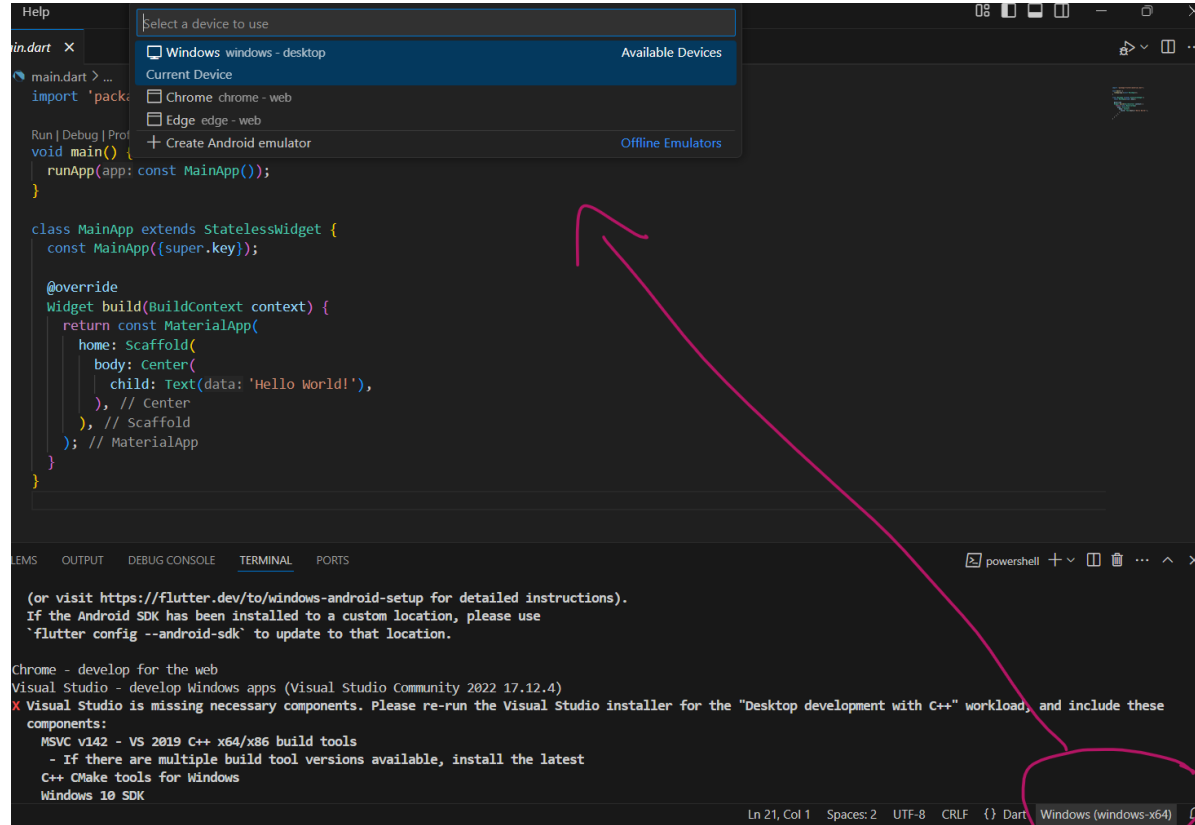 Help
Select a device to use
in.dart
Windows windows - desktop Available Devices
Current Device
main.dart > ...
Chrome chrome - web
import 'packa
Edge edge - web
Run | Debug | Prof
Create Android emulator Offline Emulators
void main() {
runApp(app: const MainApp());
}
class MainApp extends StatelessWidget {
const MainApp({super.key});
@override
Widget build(BuildContext context) {
return const MaterialApp(
home: Scaffold(
body: Center(
child: Text(data: 'Hello World!'),
), // Center
), // Scaffold
); // MaterialApp
}
}
LEMS OUTPUT DEBUG CONSOLE TERMINAL PORTS powershell
(or visit https://flutter.dev/to/windows-android-setup for detailed instructions).
If the Android SDK has been installed to a custom location, please use
`flutter config --android-sdk` to update to that location.
Chrome - develop for the web
Visual Studio - develop Windows apps (Visual Studio Community 2022 17.12.4)
X Visual Studio is missing necessary components. Please re-run the Visual Studio installer for the "Desktop development with C++" workload, and include these
components:
MSVC v142 - VS 2019 C++ x64/x86 build tools
- If there are multiple build tool versions available, install the latest
C++ CMake tools for Windows
Windows 10 SDK
Ln 21, Col 1 Spaces: 2 UTF-8 CRLF {} Dart Windows (windows-x64)